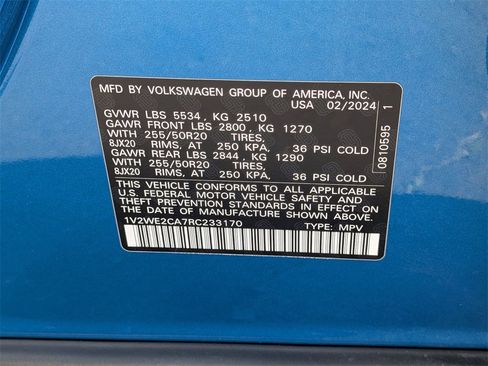 MFD BY VOLKSWAGEN GROUP OF AMERICA, INC.
USA 02/2024
GVWR LBS 5534, KG 2510
GAWR FRONT LBS 2800, KG 1270
WITH 255/50R20 TIRES,
8JX20 RIMS, AT 250 KPA, 36 PSI COLD
GAWR REAR LBS 2844, KG 1290
WITH 255/50R20 TIRES,
8JX20 RIMS, AT 250 KPA, 36 PSI COLD
THIS VEHICLE CONFORMS TO ALL APPLICABLE
U.S. FEDERAL MOTOR VEHICLE SAFETY AND
THEFT PREVENTION STANDARDS IN EFFECT ON
THE DATE OF MANUFACTURE SHOWN ABOVE.
1V2WE2CA7RC233170 TYPE: MPV
0810595 1